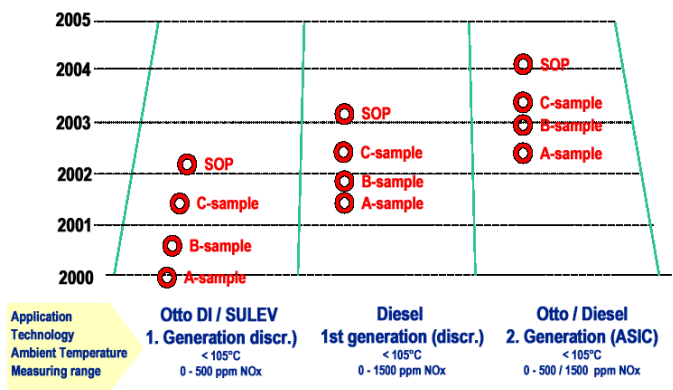 2005
2004
SOP
C-sample
2003
SOP
B-sample
C-sample
A-sample
2002
SOP
B-sample
C-sample
A-sample
2001
B-sample
2000
A-sample
Application
Technology
Ambient Temperature
Measuring range
Otto DI / SULEV
1. Generation discr.)
< 105°C
0 - 500 ppm NOx
Diesel
1st generation (discr.)
< 105°C
0 - 1500 ppm NOx
Otto / Diesel
2. Generation (ASIC)
< 105°C
0 - 500 / 1500 ppm NOx